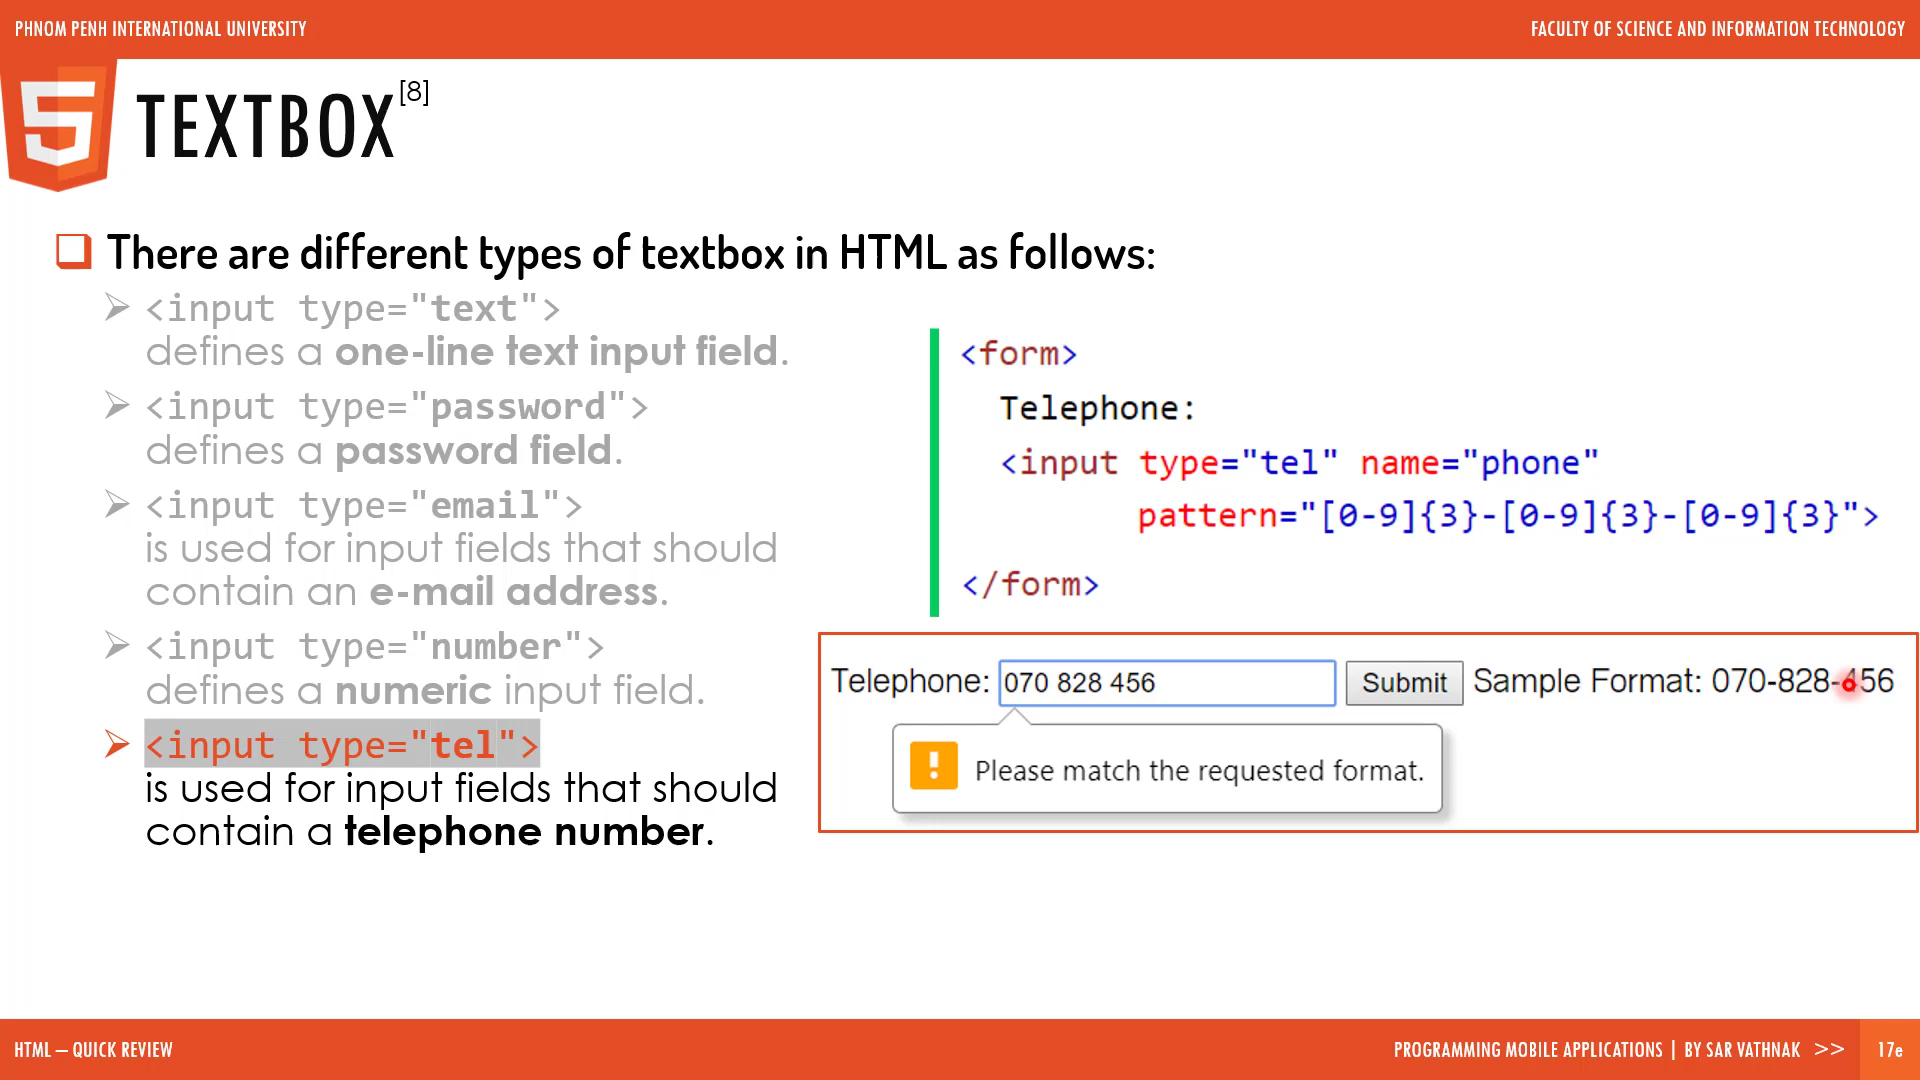 PHNOM PENH INTERNATIONAL UNIVERSITY
FACULTY OF SCIENCE AND INFORMATION TECHNOLOGY
TEXTBOX[8]
There are different types of textbox in HTML as follows:
<input type="text">
defines a one-line text input field.
<input type="password">
defines a password field.
<input type="email">
is used for input fields that should
contain an e-mail address.
<input type="number">
defines a numeric input field.
<input type="tel">
is used for input fields that should
contain a telephone number.
<form>
Telephone:
<input type="tel" name="phone"
pattern="[0-9]{3}-[0-9]{3}-[0-9]{3}">
</form>
Telephone: 070 828 456 Submit Sample Format: 070-828-456
! Please match the requested format.
HTML – QUICK REVIEW
PROGRAMMING MOBILE APPLICATIONS | BY SAR VATHNAK >> 17e